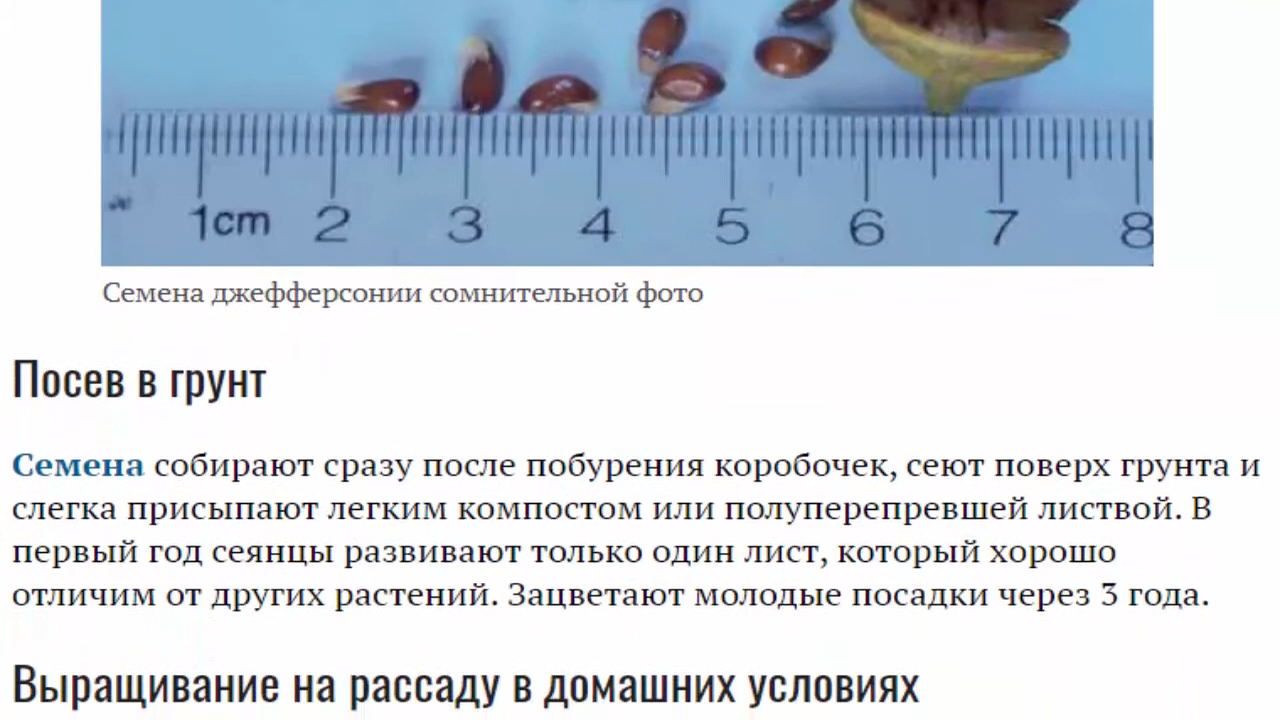 1cm 2 3 4 5 6 7 8
Семена джефферсонии сомнительной фото
Посев в грунт
Семена собирают сразу после побурения коробочек, сеют поверх грунта и
слегка присыпают легким компостом или полуперепревшей листвой. В
первый год сеянцы развивают только один лист, который хорошо
отличим от других растений. Зацветают молодые посадки через 3 года.
Выращивание на рассаду в домашних условиях